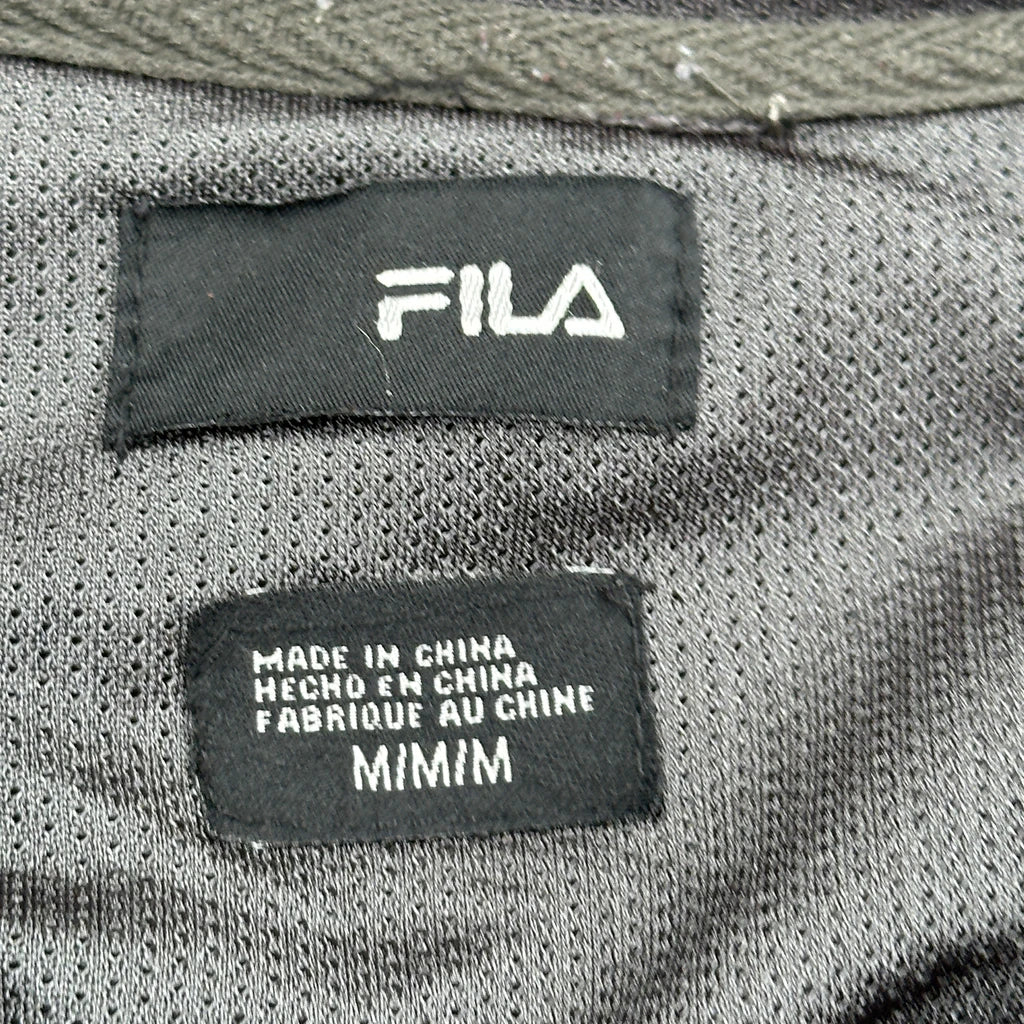 FILA
MADE IN CHINA
HECHO EN CHINA
FABRIQUE AU CHINE
M/M/M